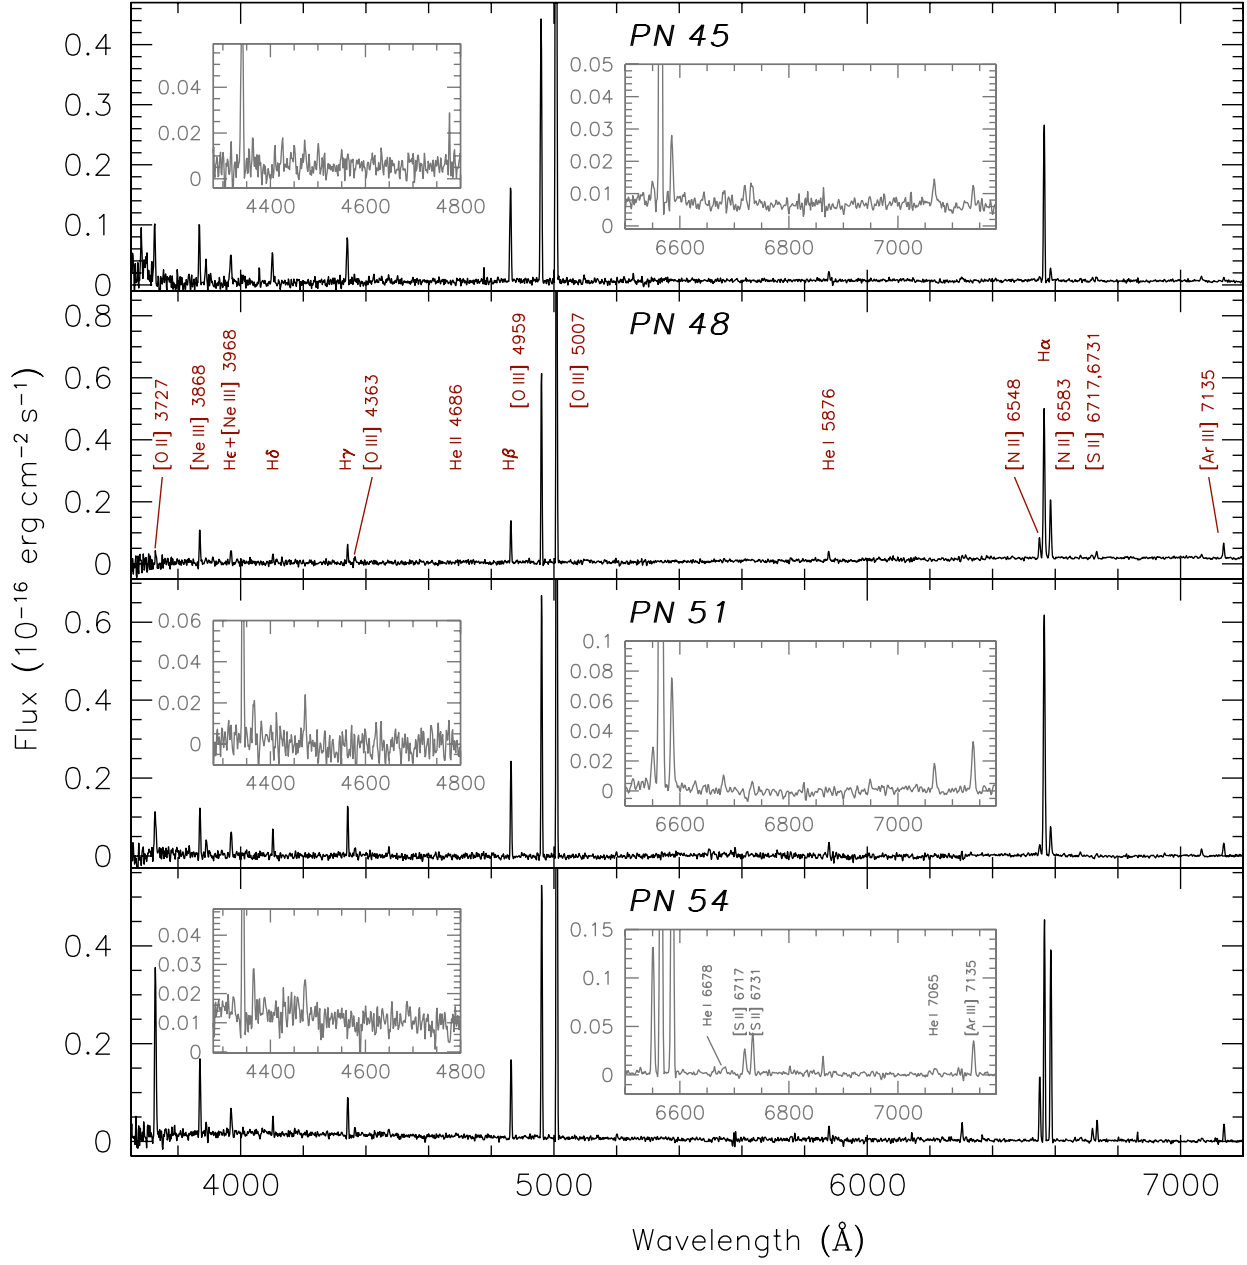 PN 45
0.4
0.3
0.2
0.1
0
0.04
0.02
0
4400 4600 4800
0.05
0.04
0.03
0.02
0.01
0
6600 6800 7000
PN 48
0.8
0.6
0.4
0.2
0
[O II] 3727
[Ne III] 3868
Hϵ+[Ne III] 3968
Hδ
Hγ
[O III] 4363
He II 4686
Hβ
[O III] 4959
[O III] 5007
He I 5876
[N II] 6548
Hα
[N II] 6583
[S II] 6717,6731
[Ar III] 7135
Flux (10⁻¹⁶ erg cm⁻² s⁻¹)
PN 51
0.6
0.4
0.2
0
0.06
0.04
0.02
0
4400 4600 4800
0.1
0.08
0.06
0.04
0.02
0
6600 6800 7000
PN 54
0.4
0.2
0
0.04
0.03
0.02
0.01
0
4400 4600 4800
0.15
0.1
0.05
0
He I 6678
[S II] 6717
[S II] 6731
He I 7065
[Ar III] 7135
6600 6800 7000
4000 5000 6000 7000
Wavelength (Å)